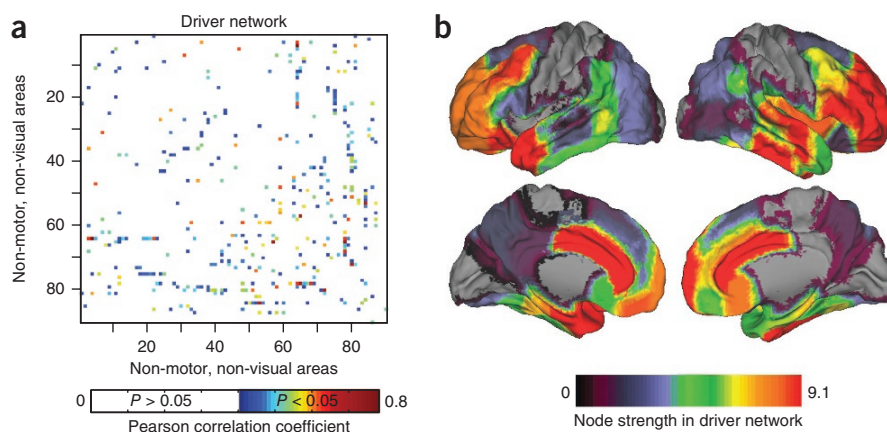 a
Driver network
Non-motor, non-visual areas
20
40
60
80
20 40 60 80
Non-motor, non-visual areas
0 P > 0.05 P < 0.05 0.8
Pearson correlation coefficient
b
0 9.1
Node strength in driver network